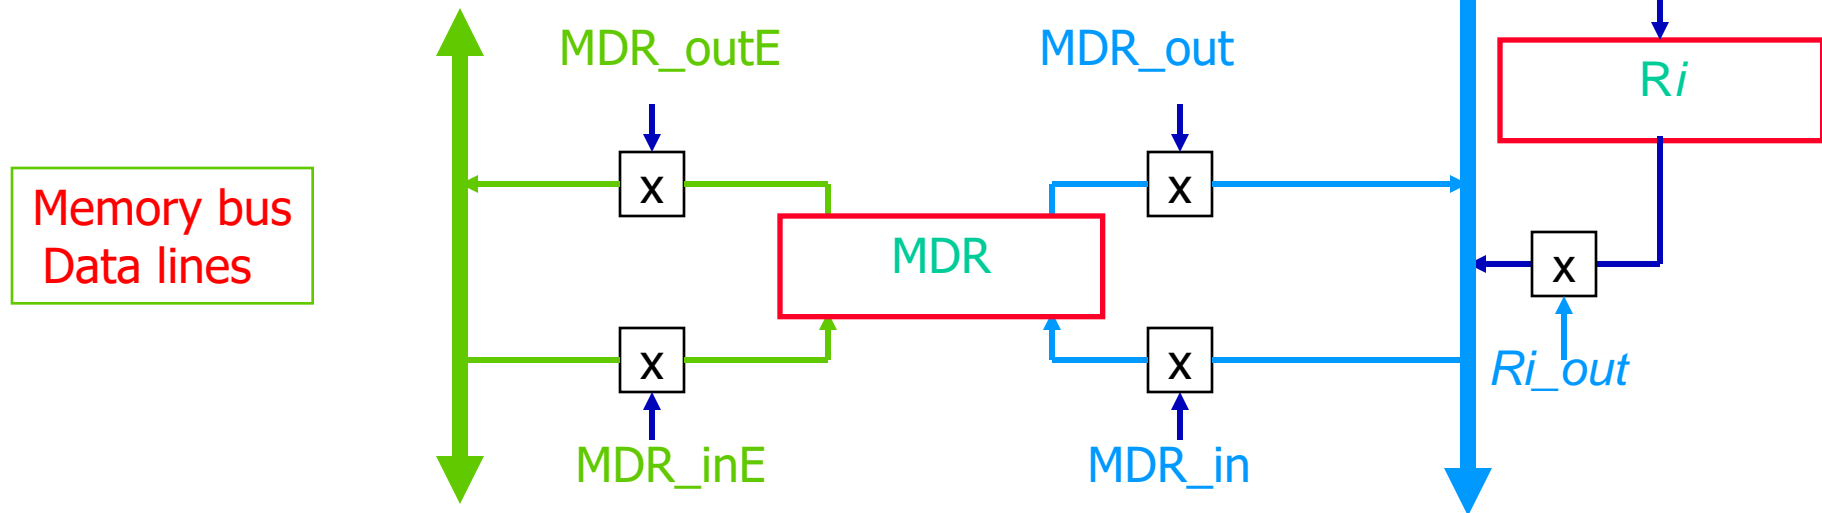 MDR_outE
MDR_out
Ri
x
x
Memory bus
Data lines
MDR
x
x
x
Ri_out
MDR_inE
MDR_in